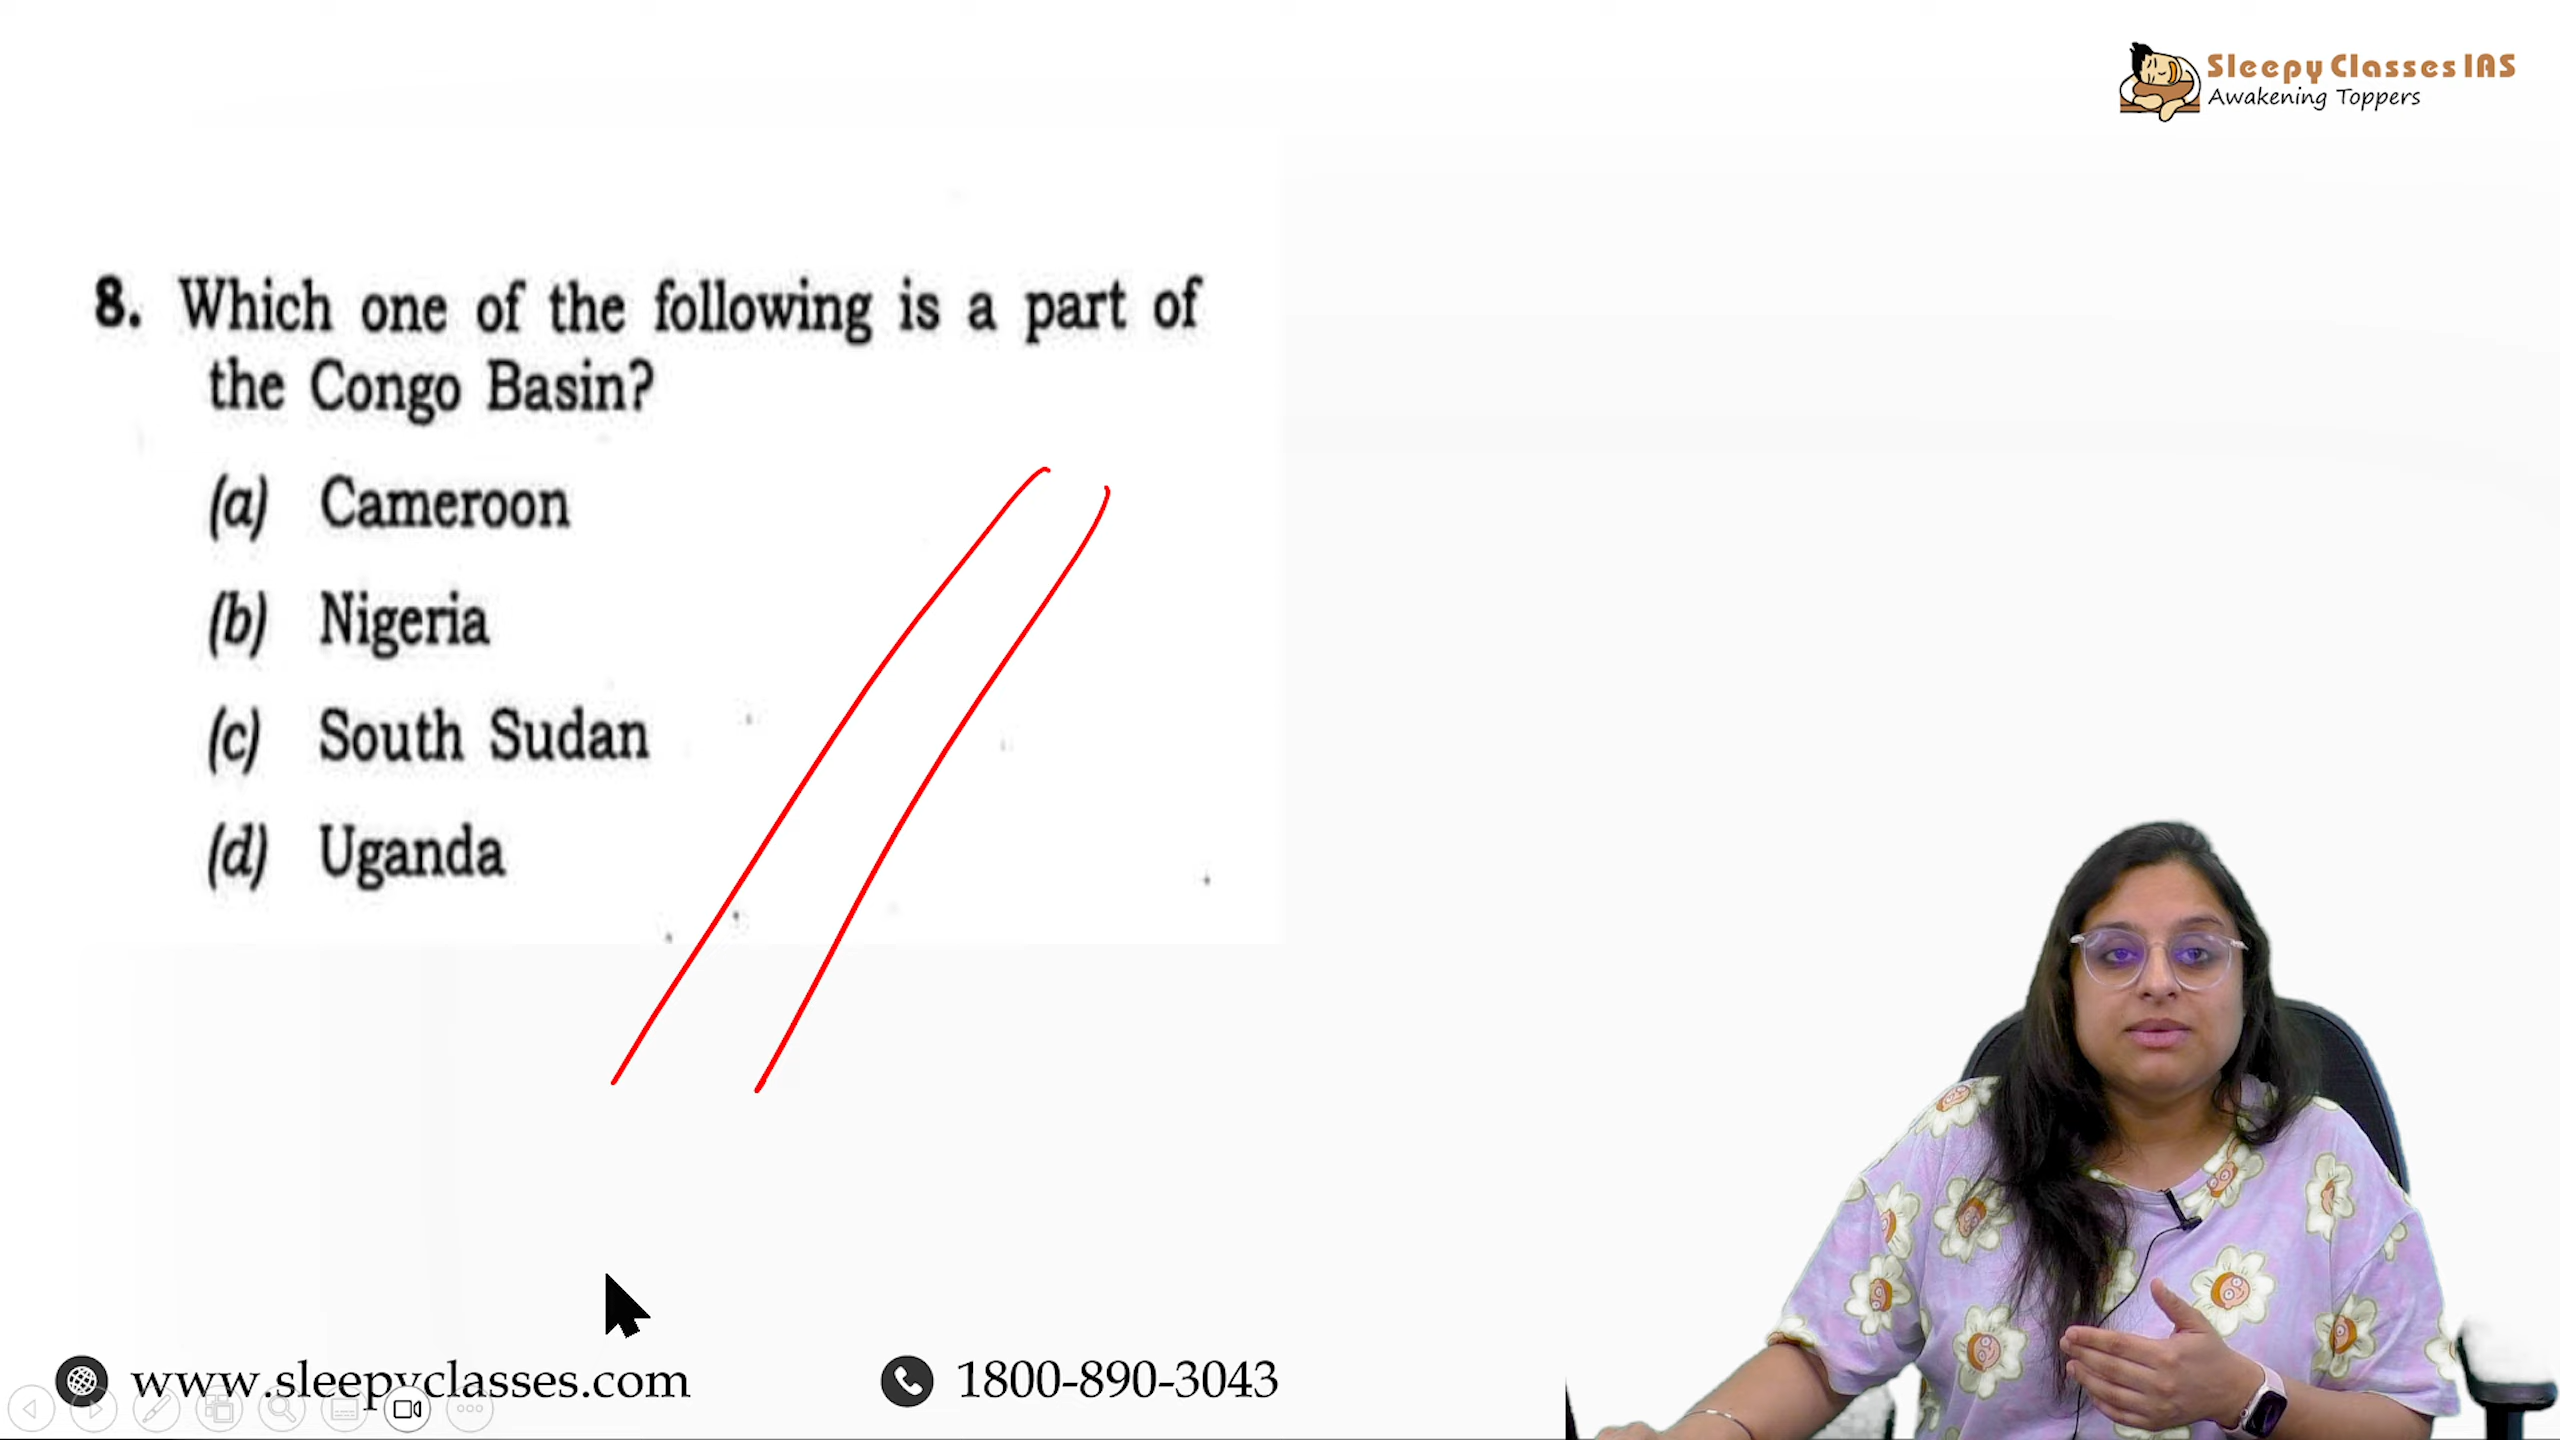 Sleepy Classes IAS
Awakening Toppers
8. Which one of the following is a part of
the Congo Basin?
(a) Cameroon
(b) Nigeria
(c) South Sudan
(d) Uganda
www.sleepyclasses.com
1800-890-3043